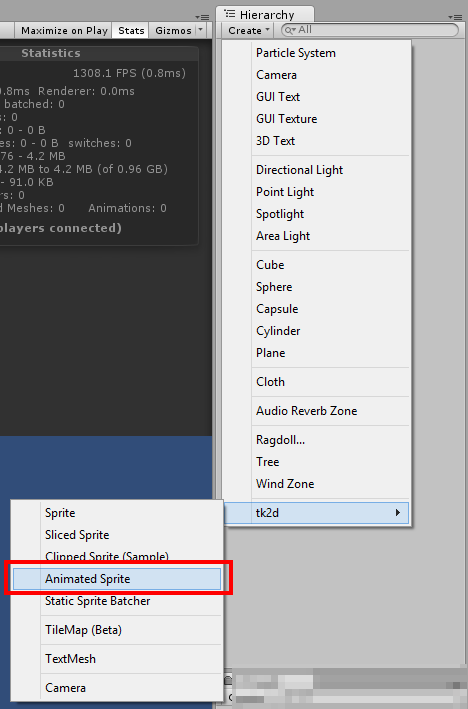 Maximize on Play Stats Gizmos
Statistics
1308.1 FPS (0.8ms)
0.8ms Renderer: 0.0ms
batched: 0
s: 0
: 0 - 0 B
es: 0 - 0 B switches: 0
76 - 4.2 MB
4.2 MB to 4.2 MB (of 0.96 GB)
- 91.0 KB
rs: 0
d Meshes: 0 Animations: 0
players connected)
Hierarchy
Create All
Particle System
Camera
GUI Text
GUI Texture
3D Text
Directional Light
Point Light
Spotlight
Area Light
Cube
Sphere
Capsule
Cylinder
Plane
Cloth
Audio Reverb Zone
Ragdoll...
Tree
Wind Zone
tk2d
Sprite
Sliced Sprite
Clipped Sprite (Sample)
Animated Sprite
Static Sprite Batcher
TileMap (Beta)
TextMesh
Camera